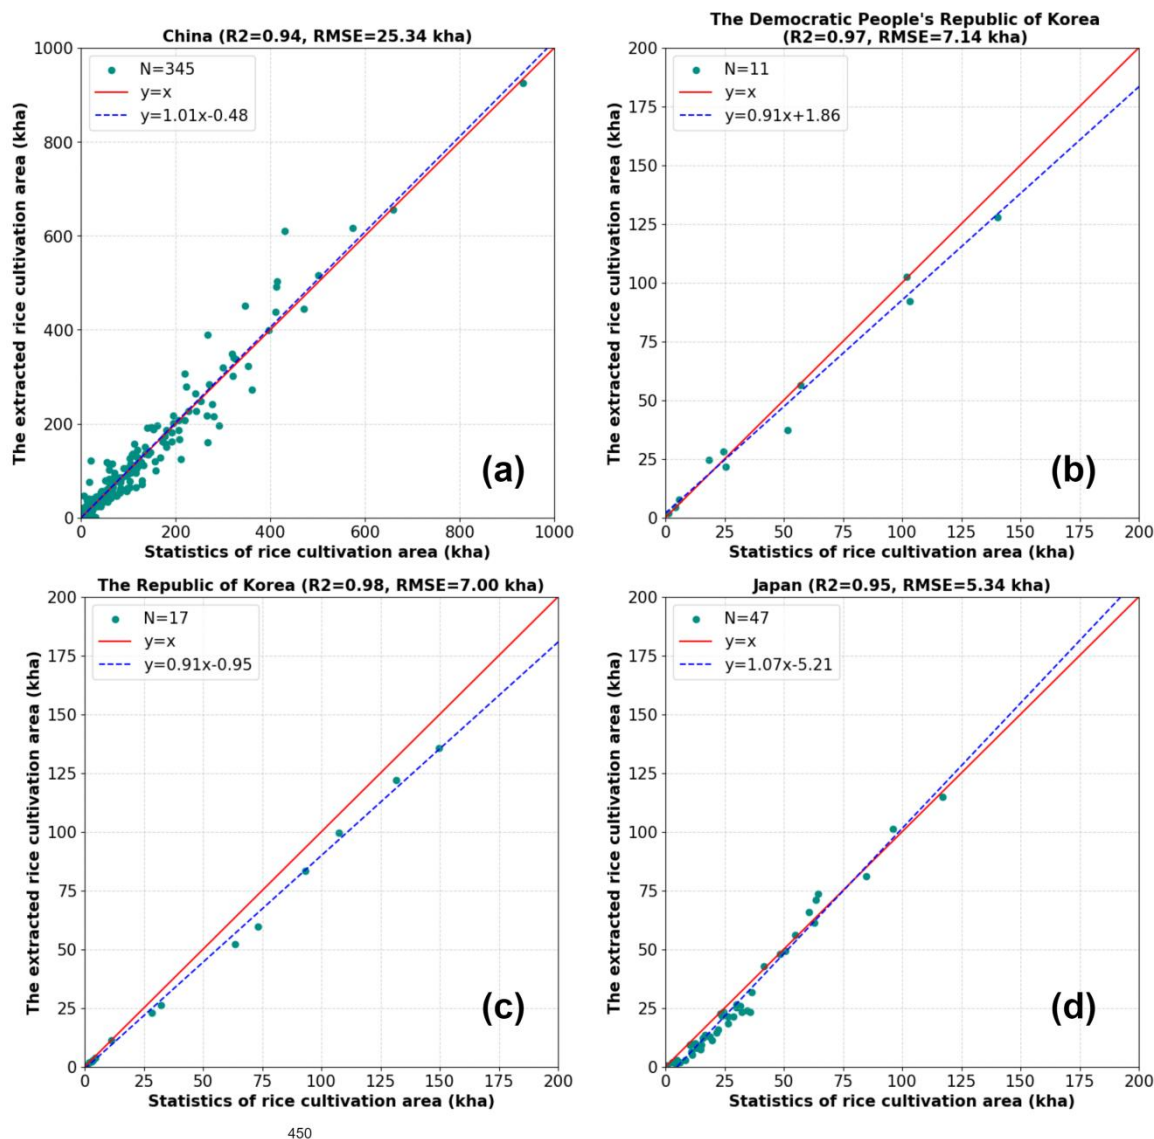 China (R2=0.94, RMSE=25.34 kha)
1000
800
600
400
200
0
0 200 400 600 800 1000
The extracted rice cultivation area (kha)
Statistics of rice cultivation area (kha)
N=345
y=x
y=1.01x-0.48
(a)
The Democratic People's Republic of Korea
(R2=0.97, RMSE=7.14 kha)
200
175
150
125
100
75
50
25
0
0 25 50 75 100 125 150 175 200
The extracted rice cultivation area (kha)
Statistics of rice cultivation area (kha)
N=11
y=x
y=0.91x+1.86
(b)
The Republic of Korea (R2=0.98, RMSE=7.00 kha)
200
175
150
125
100
75
50
25
0
0 25 50 75 100 125 150 175 200
The extracted rice cultivation area (kha)
Statistics of rice cultivation area (kha)
N=17
y=x
y=0.91x-0.95
(c)
Japan (R2=0.95, RMSE=5.34 kha)
200
175
150
125
100
75
50
25
0
0 25 50 75 100 125 150 175 200
The extracted rice cultivation area (kha)
Statistics of rice cultivation area (kha)
N=47
y=x
y=1.07x-5.21
(d)
450